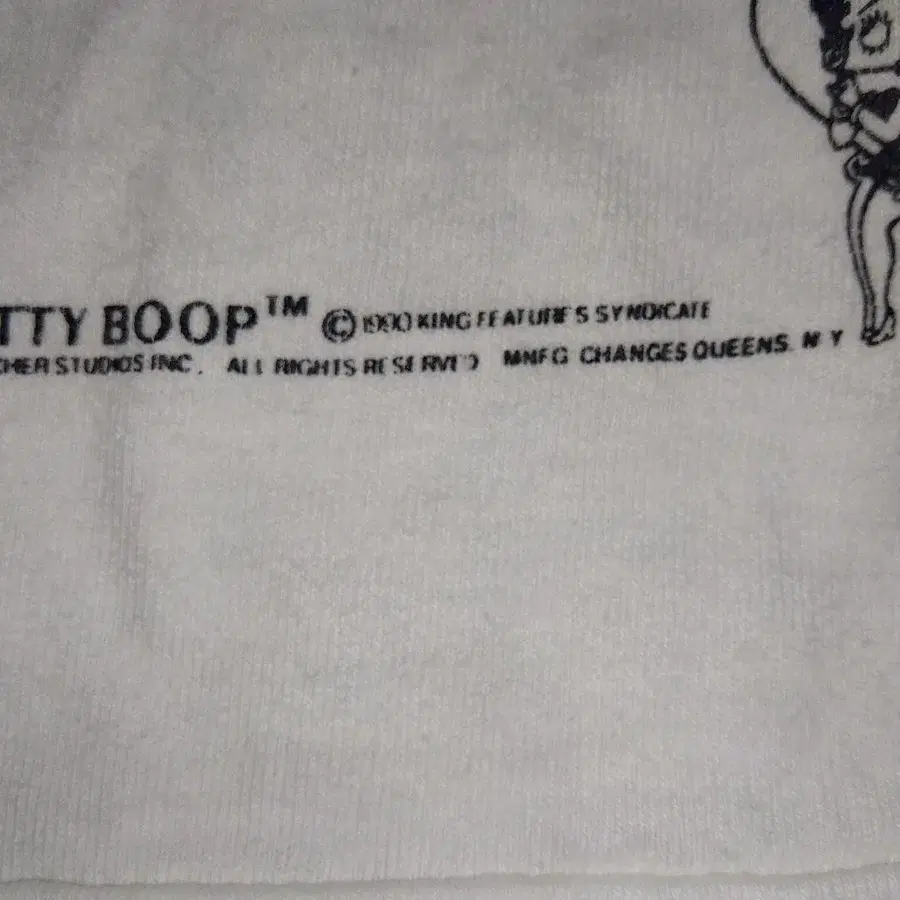 TTY BOOP™ © 1990 KING FEATURES SYNDICATE
CHER STUDIOS INC. ALL RIGHTS RESERVED MNFG CHANGES QUEENS. N Y